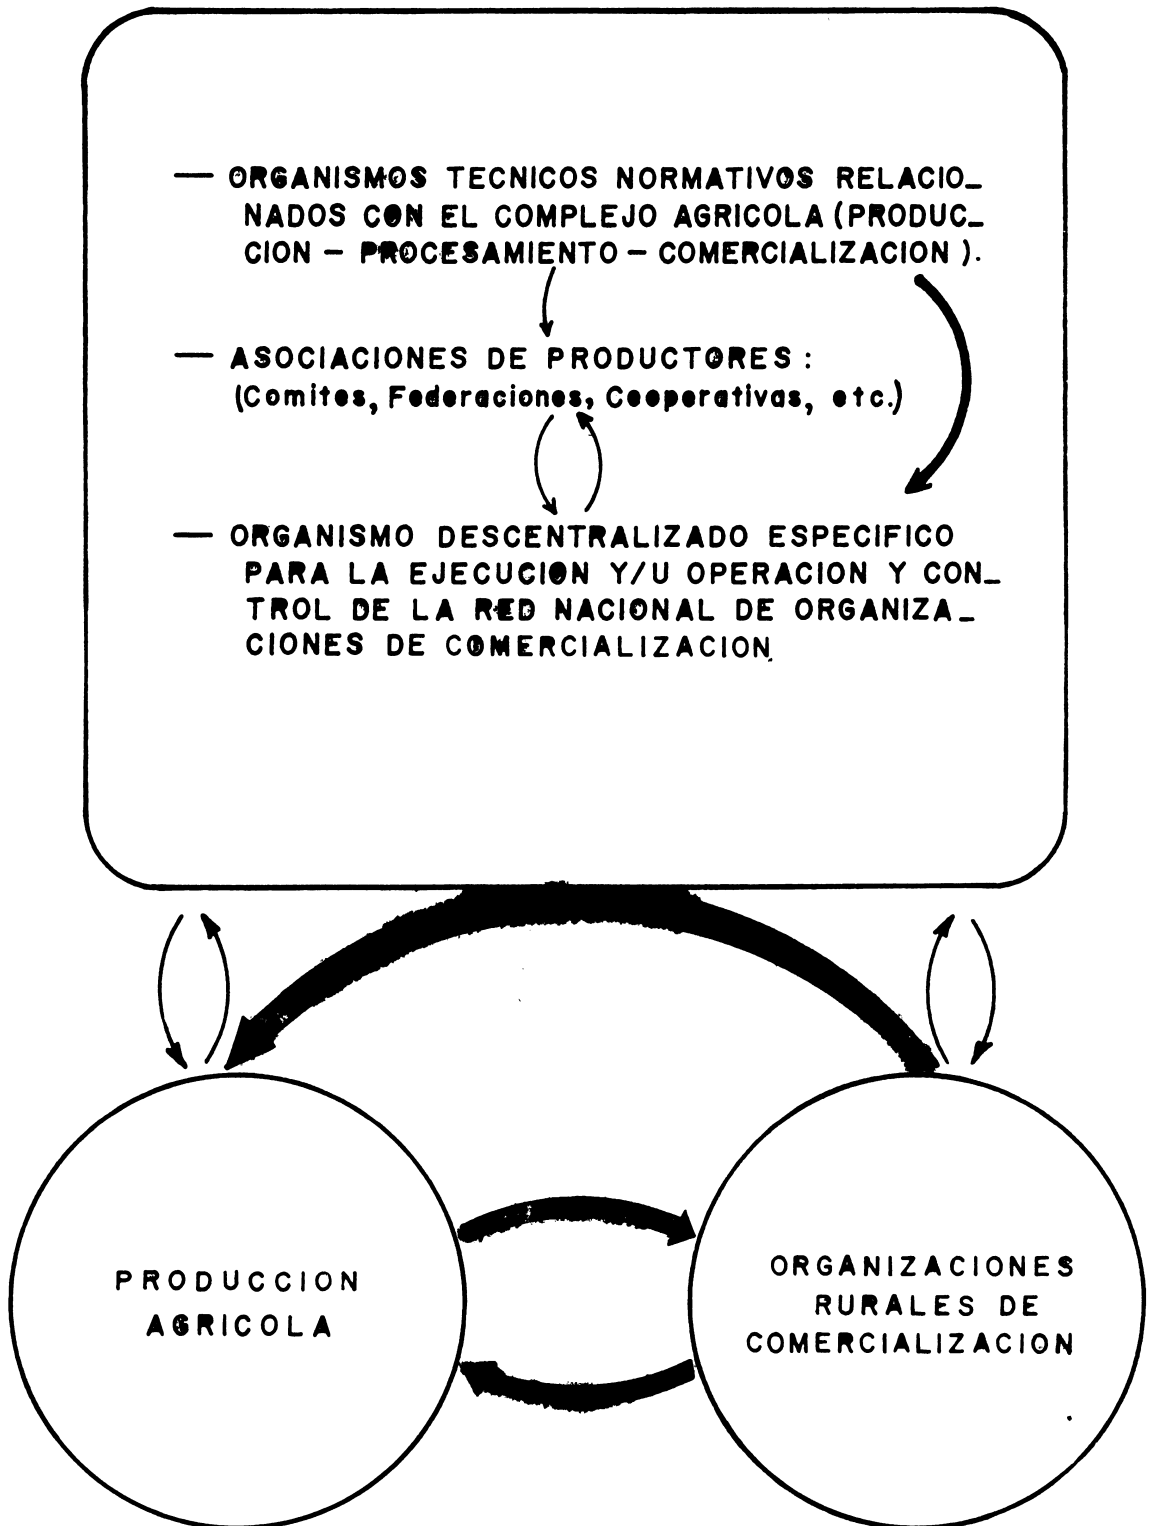 — ORGANISMOS TECNICOS NORMATIVOS RELACIO_
NADOS CON EL COMPLEJO AGRICOLA (PRODUC_
CION — PROCESAMIENTO — COMERCIALIZACION ).
— ASOCIACIONES DE PRODUCTORES :
(Comites, Federaciones, Cooperativas, etc.)
— ORGANISMO DESCENTRALIZADO ESPECIFICO
PARA LA EJECUCION Y/U OPERACION Y CON_
TROL DE LA RED NACIONAL DE ORGANIZA_
CIONES DE COMERCIALIZACION.
PRODUCCION
AGRICOLA
ORGANIZACIONES
RURALES DE
COMERCIALIZACION